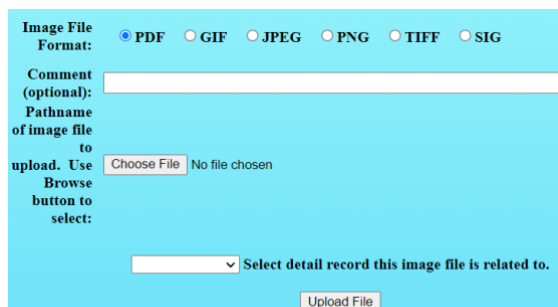 Image File
Format:
PDF GIF JPEG PNG TIFF SIG
Comment
(optional):
Pathname
of image file
to
upload. Use
Browse
button to
select:
Choose File No file chosen
Select detail record this image file is related to.
Upload File